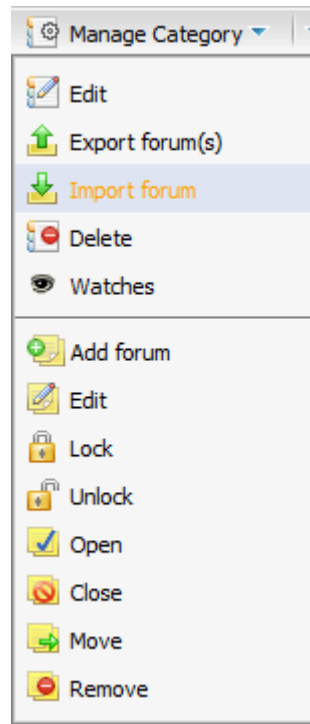 Manage Category
Edit
Export forum(s)
Import forum
Delete
Watches
Add forum
Edit
Lock
Unlock
Open
Close
Move
Remove